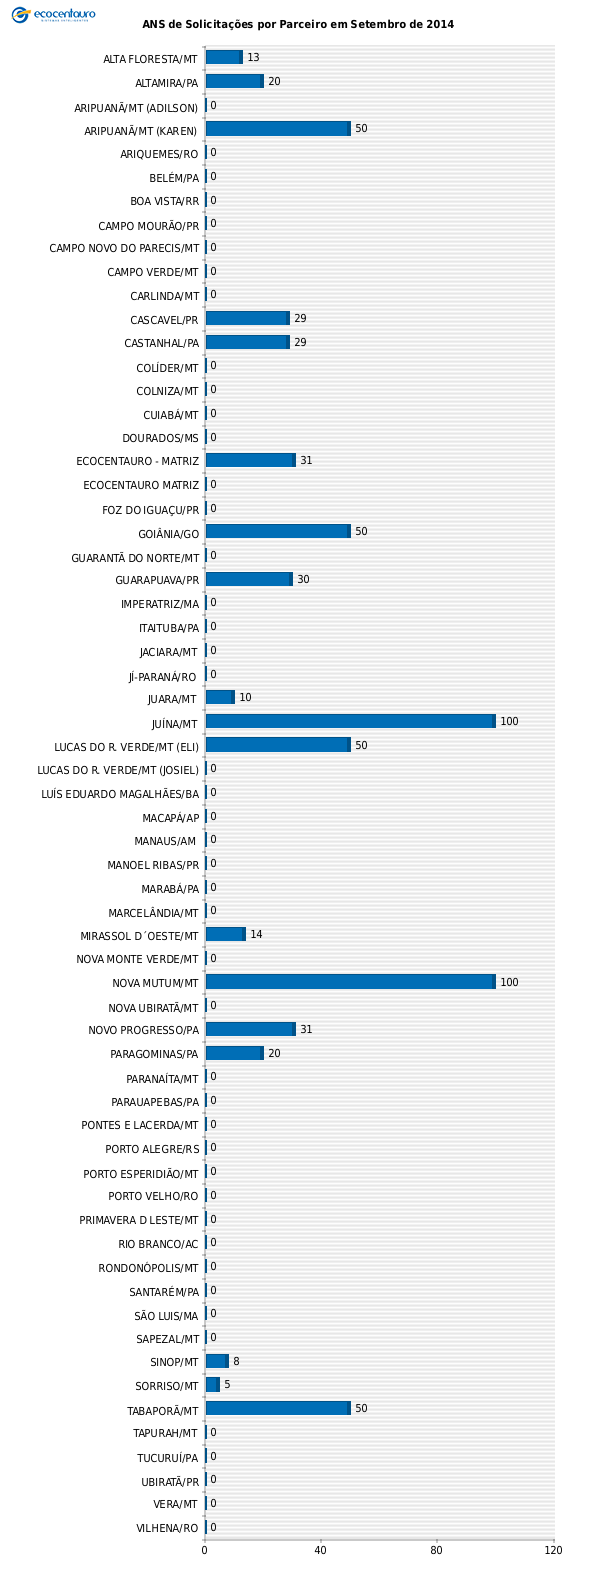 ecocentauro
ANS de Solicitações por Parceiro em Setembro de 2014
ALTA FLORESTA/MT 13
ALTAMIRA/PA 20
ARIPUANÃ/MT (ADILSON) 0
ARIPUANÃ/MT (KAREN) 50
ARIQUEMES/RO 0
BELÉM/PA 0
BOA VISTA/RR 0
CAMPO MOURÃO/PR 0
CAMPO NOVO DO PARECIS/MT 0
CAMPO VERDE/MT 0
CARLINDA/MT 0
CASCAVEL/PR 29
CASTANHAL/PA 29
COLÍDER/MT 0
COLNIZA/MT 0
CUIABÁ/MT 0
DOURADOS/MS 0
ECOCENTAURO - MATRIZ 31
ECOCENTAURO MATRIZ 0
FOZ DO IGUAÇU/PR 0
GOIÂNIA/GO 50
GUARANTÃ DO NORTE/MT 0
GUARAPUAVA/PR 30
IMPERATRIZ/MA 0
ITAITUBA/PA 0
JACIARA/MT 0
JÍ-PARANÁ/RO 0
JUARA/MT 10
JUÍNA/MT 100
LUCAS DO R. VERDE/MT (ELI) 50
LUCAS DO R. VERDE/MT (JOSIEL) 0
LUÍS EDUARDO MAGALHÃES/BA 0
MACAPÁ/AP 0
MANAUS/AM 0
MANOEL RIBAS/PR 0
MARABÁ/PA 0
MARCELÂNDIA/MT 0
MIRASSOL D´OESTE/MT 14
NOVA MONTE VERDE/MT 0
NOVA MUTUM/MT 100
NOVA UBIRATÃ/MT 0
NOVO PROGRESSO/PA 31
PARAGOMINAS/PA 20
PARANAÍTA/MT 0
PARAUAPEBAS/PA 0
PONTES E LACERDA/MT 0
PORTO ALEGRE/RS 0
PORTO ESPERIDIÃO/MT 0
PORTO VELHO/RO 0
PRIMAVERA D LESTE/MT 0
RIO BRANCO/AC 0
RONDONÓPOLIS/MT 0
SANTARÉM/PA 0
SÃO LUIS/MA 0
SAPEZAL/MT 0
SINOP/MT 8
SORRISO/MT 5
TABAPORÃ/MT 50
TAPURAH/MT 0
TUCURUÍ/PA 0
UBIRATÃ/PR 0
VERA/MT 0
VILHENA/RO 0
0 40 80 120